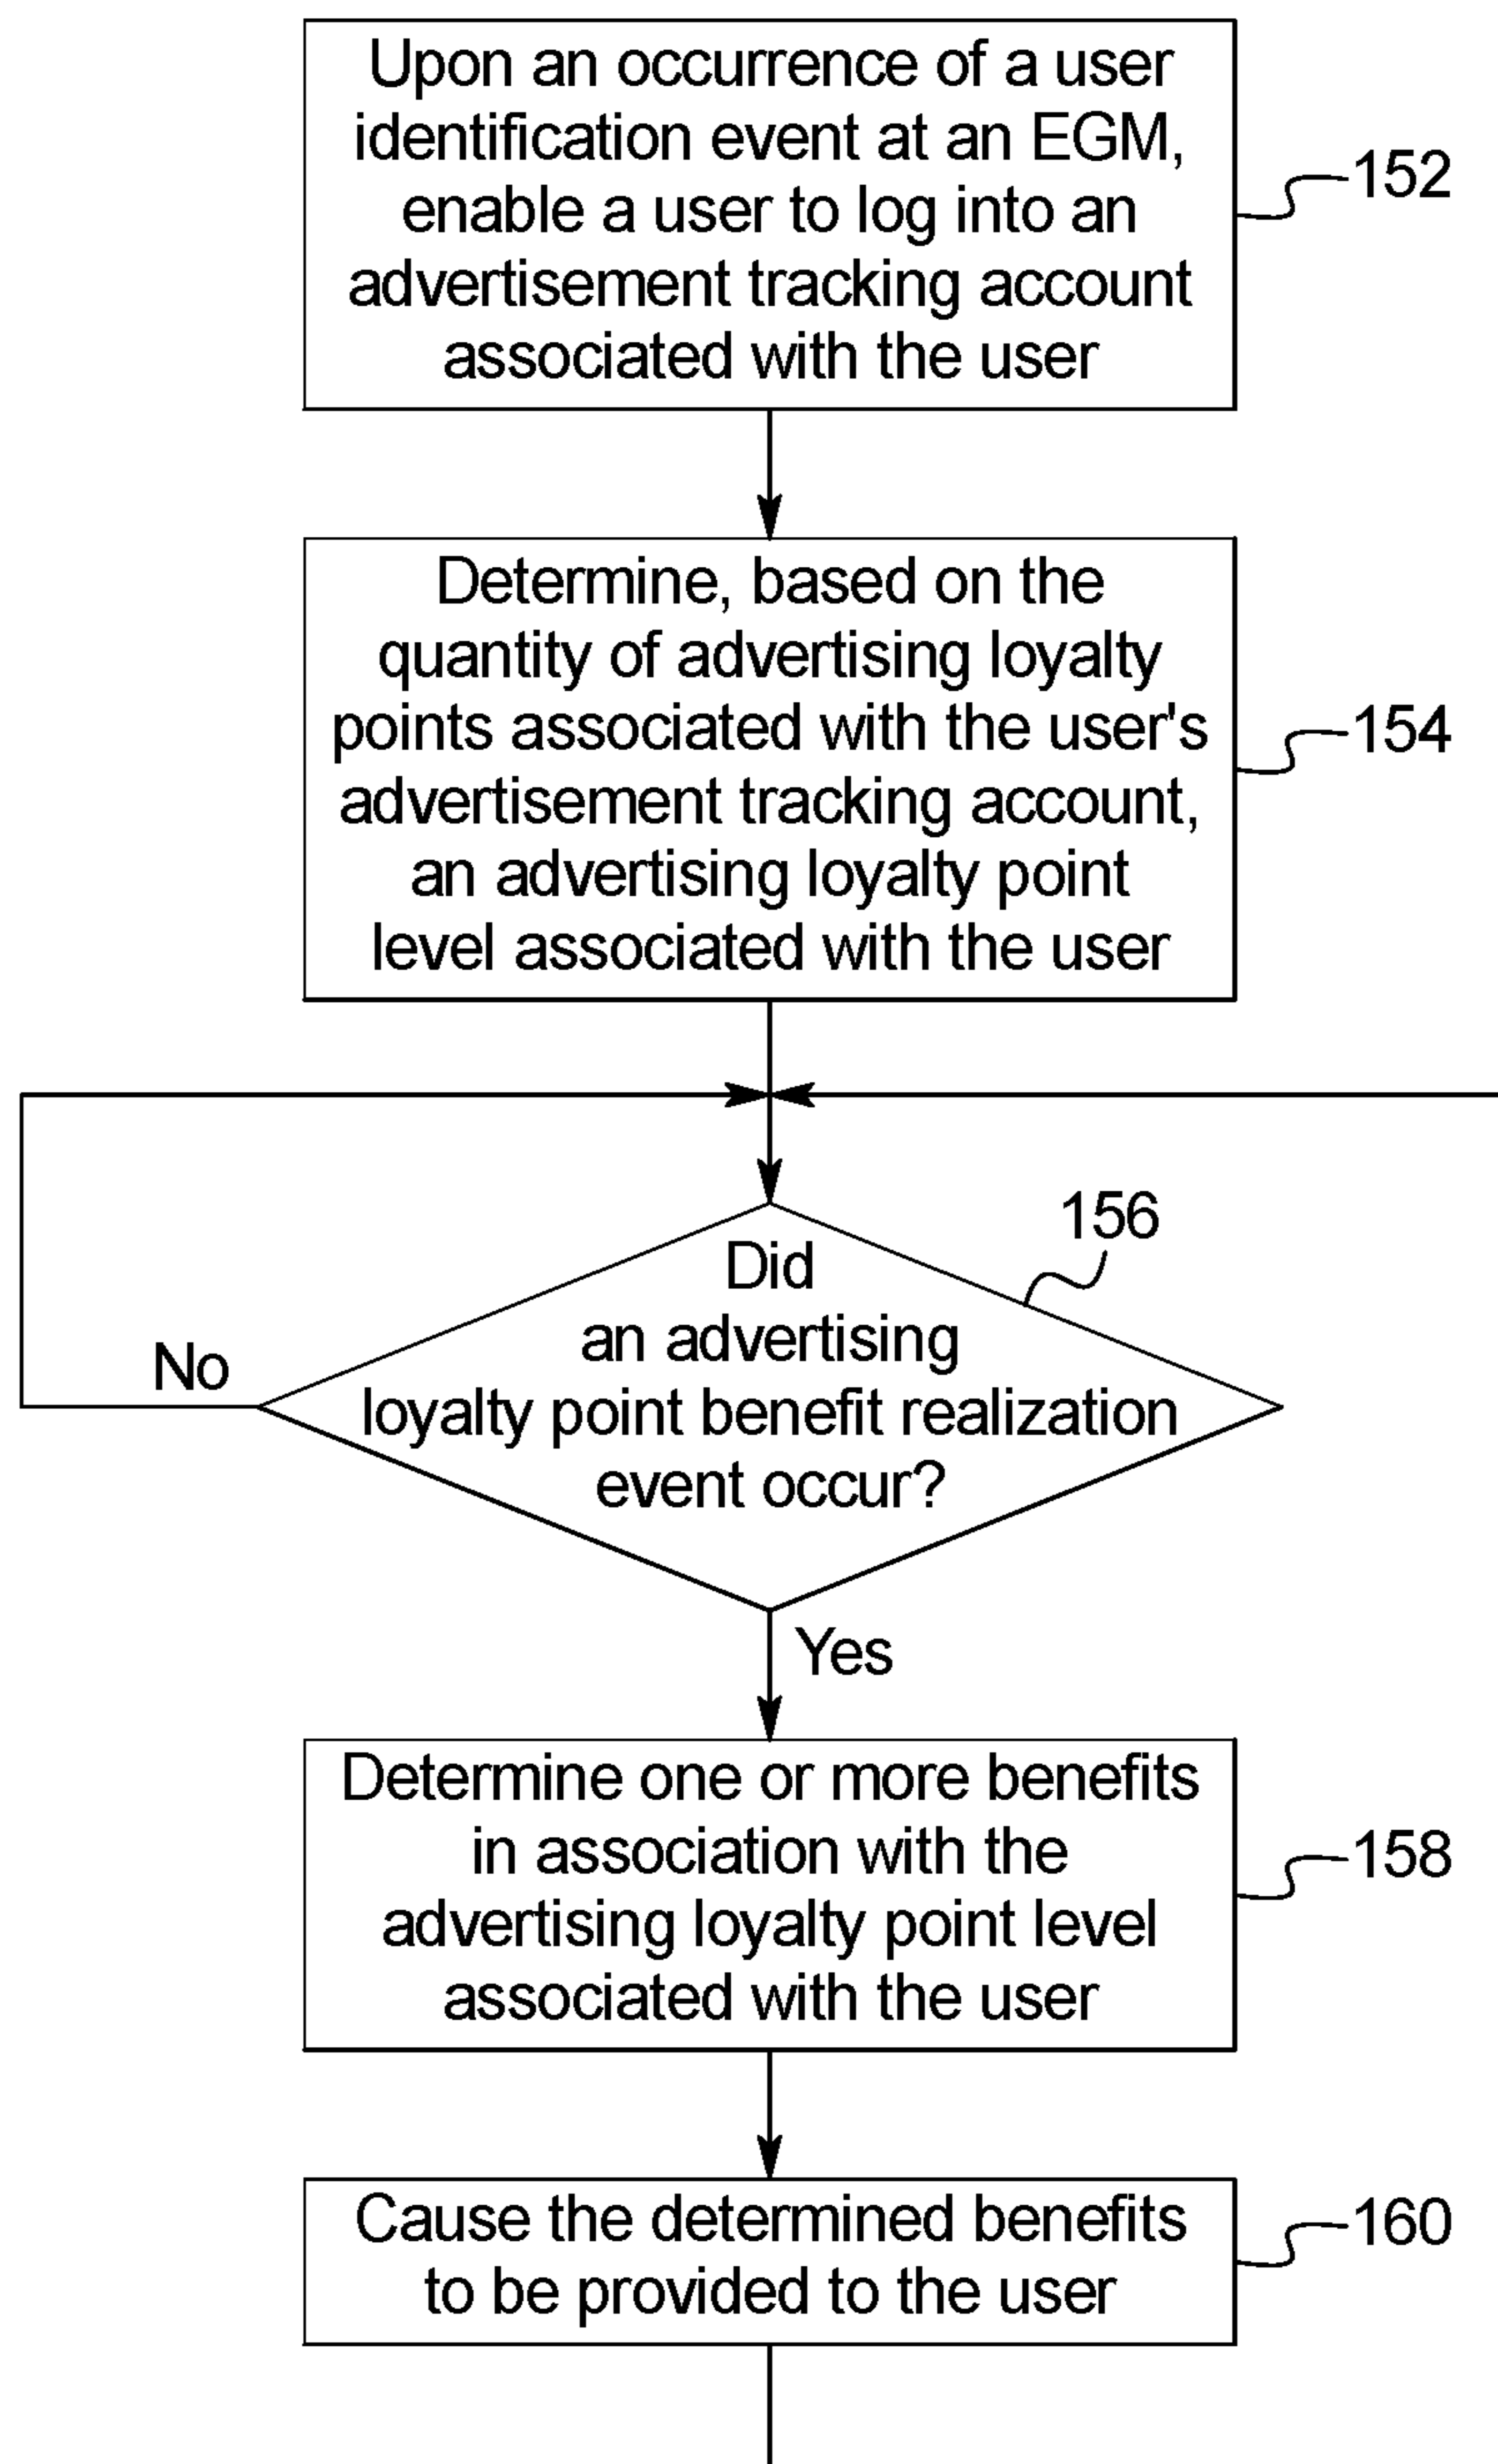 Upon an occurrence of a user
identification event at an EGM,
enable a user to log into an
advertisement tracking account
associated with the user
152
Determine, based on the
quantity of advertising loyalty
points associated with the user's
advertisement tracking account,
an advertising loyalty point
level associated with the user
154
156
Did
an advertising
loyalty point benefit realization
event occur?
No
Yes
Determine one or more benefits
in association with the
advertising loyalty point level
associated with the user
158
Cause the determined benefits
to be provided to the user
160